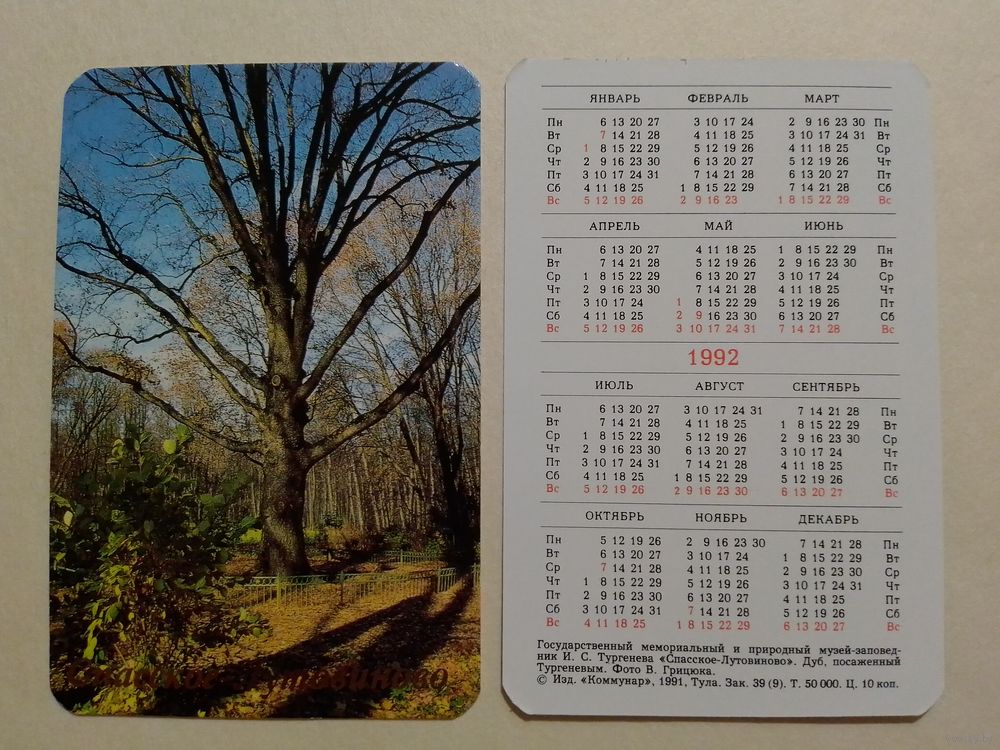 Спасское-Лутовиново
ЯНВАРЬ ФЕВРАЛЬ МАРТ
Пн 6 13 20 27 3 10 17 24 2 9 16 23 30 Пн
Вт 7 14 21 28 4 11 18 25 3 10 17 24 31 Вт
Ср 1 8 15 22 29 5 12 19 26 4 11 18 25 Ср
Чт 2 9 16 23 30 6 13 20 27 5 12 19 26 Чт
Пт 3 10 17 24 31 7 14 21 28 6 13 20 27 Пт
Сб 4 11 18 25 1 8 15 22 29 7 14 21 28 Сб
Вс 5 12 19 26 2 9 16 23 1 8 15 22 29 Вс
АПРЕЛЬ МАЙ ИЮНЬ
Пн 6 13 20 27 4 11 18 25 1 8 15 22 29 Пн
Вт 7 14 21 28 5 12 19 26 2 9 16 23 30 Вт
Ср 1 8 15 22 29 6 13 20 27 3 10 17 24 Ср
Чт 2 9 16 23 30 7 14 21 28 4 11 18 25 Чт
Пт 3 10 17 24 1 8 15 22 29 5 12 19 26 Пт
Сб 4 11 18 25 2 9 16 23 30 6 13 20 27 Сб
Вс 5 12 19 26 3 10 17 24 31 7 14 21 28 Вс
1992
ИЮЛЬ АВГУСТ СЕНТЯБРЬ
Пн 6 13 20 27 3 10 17 24 31 7 14 21 28 Пн
Вт 7 14 21 28 4 11 18 25 1 8 15 22 29 Вт
Ср 1 8 15 22 29 5 12 19 26 2 9 16 23 30 Ср
Чт 2 9 16 23 30 6 13 20 27 3 10 17 24 Чт
Пт 3 10 17 24 31 7 14 21 28 4 11 18 25 Пт
Сб 4 11 18 25 1 8 15 22 29 5 12 19 26 Сб
Вс 5 12 19 26 2 9 16 23 30 6 13 20 27 Вс
ОКТЯБРЬ НОЯБРЬ ДЕКАБРЬ
Пн 5 12 19 26 2 9 16 23 30 7 14 21 28 Пн
Вт 6 13 20 27 3 10 17 24 1 8 15 22 29 Вт
Ср 7 14 21 28 4 11 18 25 2 9 16 23 30 Ср
Чт 1 8 15 22 29 5 12 19 26 3 10 17 24 31 Чт
Пт 2 9 16 23 30 6 13 20 27 4 11 18 25 Пт
Сб 3 10 17 24 31 7 14 21 28 5 12 19 26 Сб
Вс 4 11 18 25 1 8 15 22 29 6 13 20 27 Вс
Государственный мемориальный и природный музей-заповед-
ник И. С. Тургенева «Спасское-Лутовиново». Дуб, посаженный
Тургеневым. Фото В. Грицюка.
© Изд. «Коммунар», 1991, Тула. Зак. 39 (9). Т. 50 000. Ц. 10 коп.